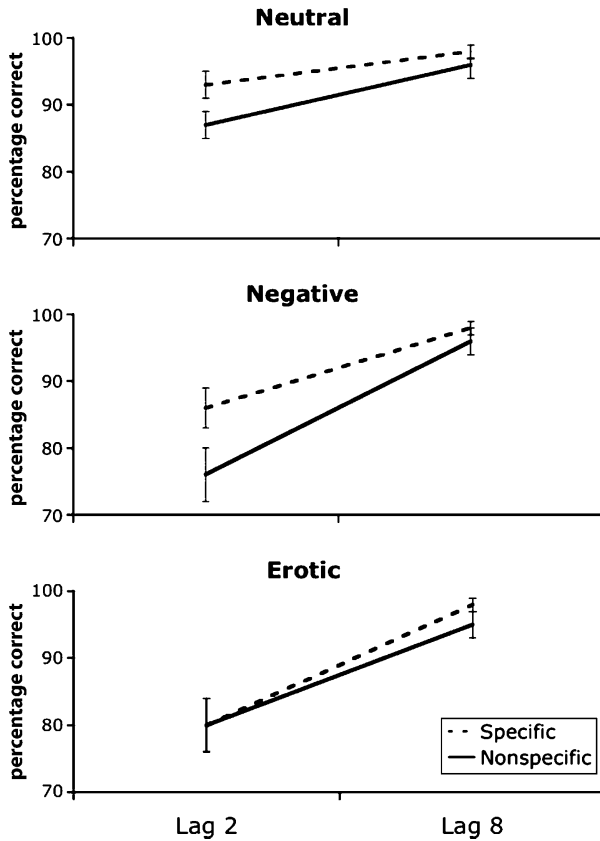 Neutral
percentage correct
100
90
80
70
Negative
percentage correct
100
90
80
70
Erotic
percentage correct
100
90
80
70
Specific
Nonspecific
Lag 2
Lag 8